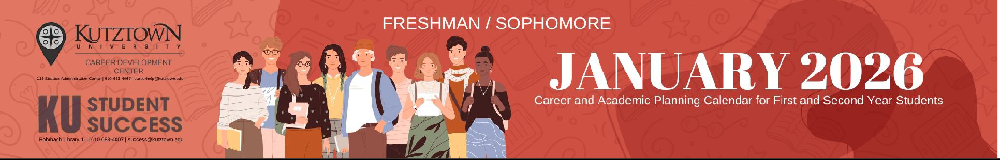 KUTZTOWN
UNIVERSITY
CAREER DEVELOPMENT
CENTER
113 Stratton Administration Center | 610-683-4067 | careerhelp@kutztown.edu
KU STUDENT
SUCCESS
Rohrbach Library 11 | 610-683-4007 | success@kutztown.edu
FRESHMAN / SOPHOMORE
JANUARY 2026
Career and Academic Planning Calendar for First and Second Year Students